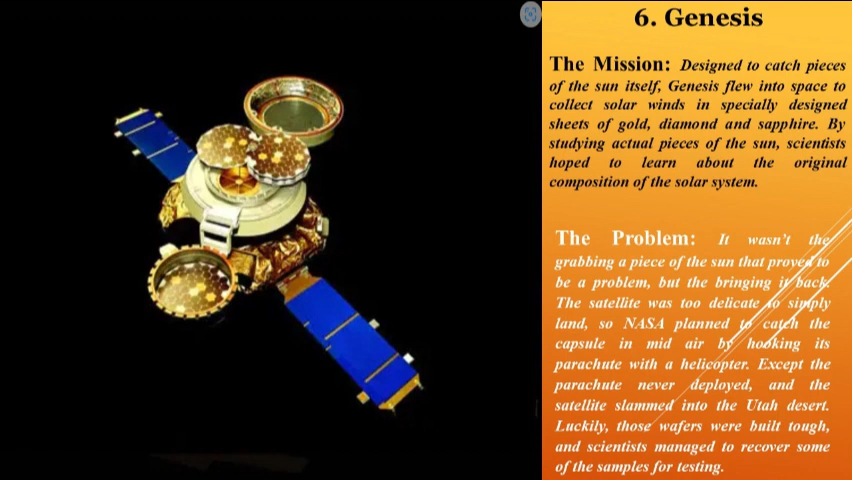 6. Genesis
The Mission: Designed to catch pieces
of the sun itself, Genesis flew into space to
collect solar winds in specially designed
sheets of gold, diamond and sapphire. By
studying actual pieces of the sun, scientists
hoped to learn about the original
composition of the solar system.
The Problem: It wasn't the
grabbing a piece of the sun that proved to
be a problem, but the bringing it back.
The satellite was too delicate to simply
land, so NASA planned to catch the
capsule in mid air by hooking its
parachute with a helicopter. Except the
parachute never deployed, and the
satellite slammed into the Utah desert.
Luckily, those wafers were built tough,
and scientists managed to recover some
of the samples for testing.